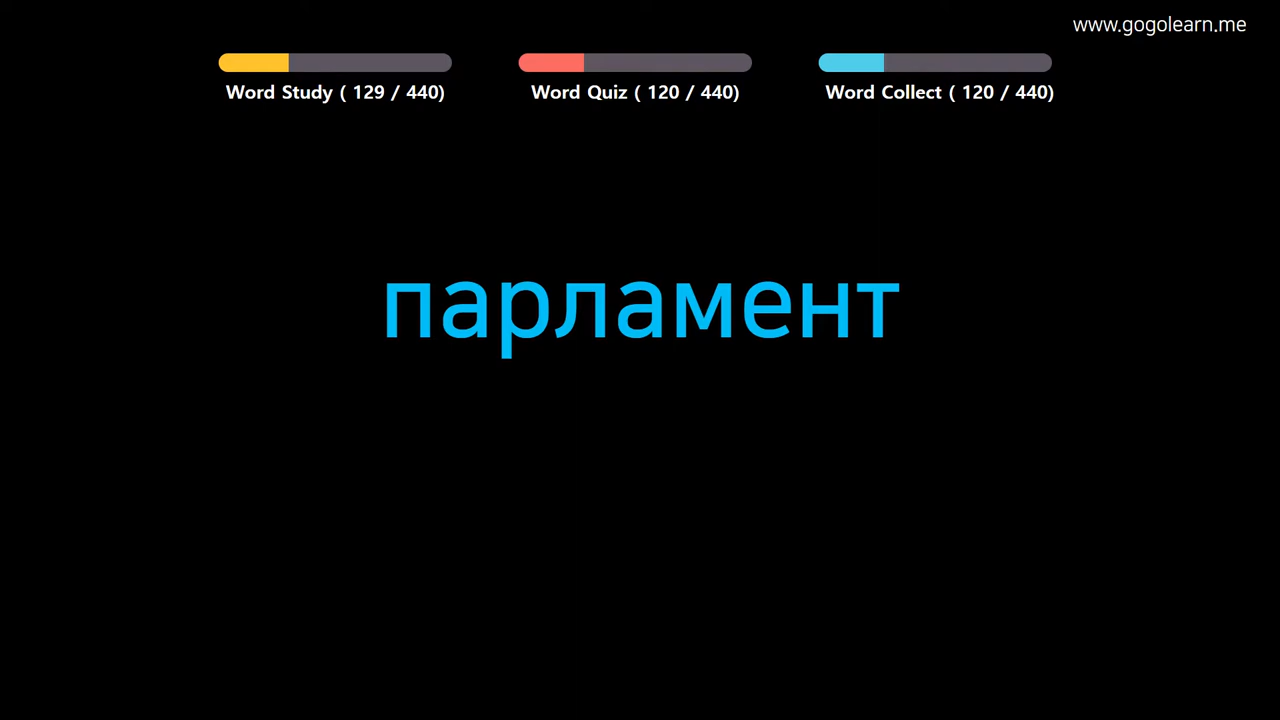 www.gogolearn.me
Word Study ( 129 / 440)
Word Quiz ( 120 / 440)
Word Collect ( 120 / 440)
парламент